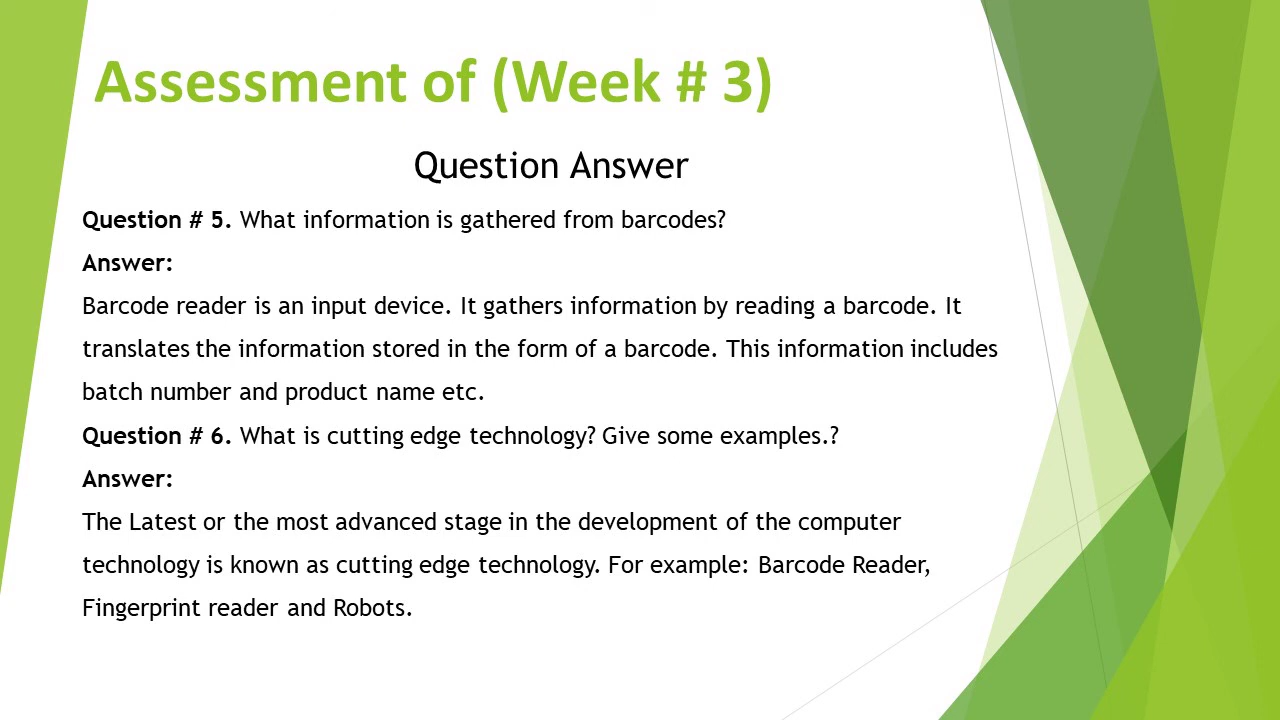 Assessment of (Week # 3)
Question Answer
Question # 5. What information is gathered from barcodes?
Answer:
Barcode reader is an input device. It gathers information by reading a barcode. It
translates the information stored in the form of a barcode. This information includes
batch number and product name etc.
Question # 6. What is cutting edge technology? Give some examples.?
Answer:
The Latest or the most advanced stage in the development of the computer
technology is known as cutting edge technology. For example: Barcode Reader,
Fingerprint reader and Robots.